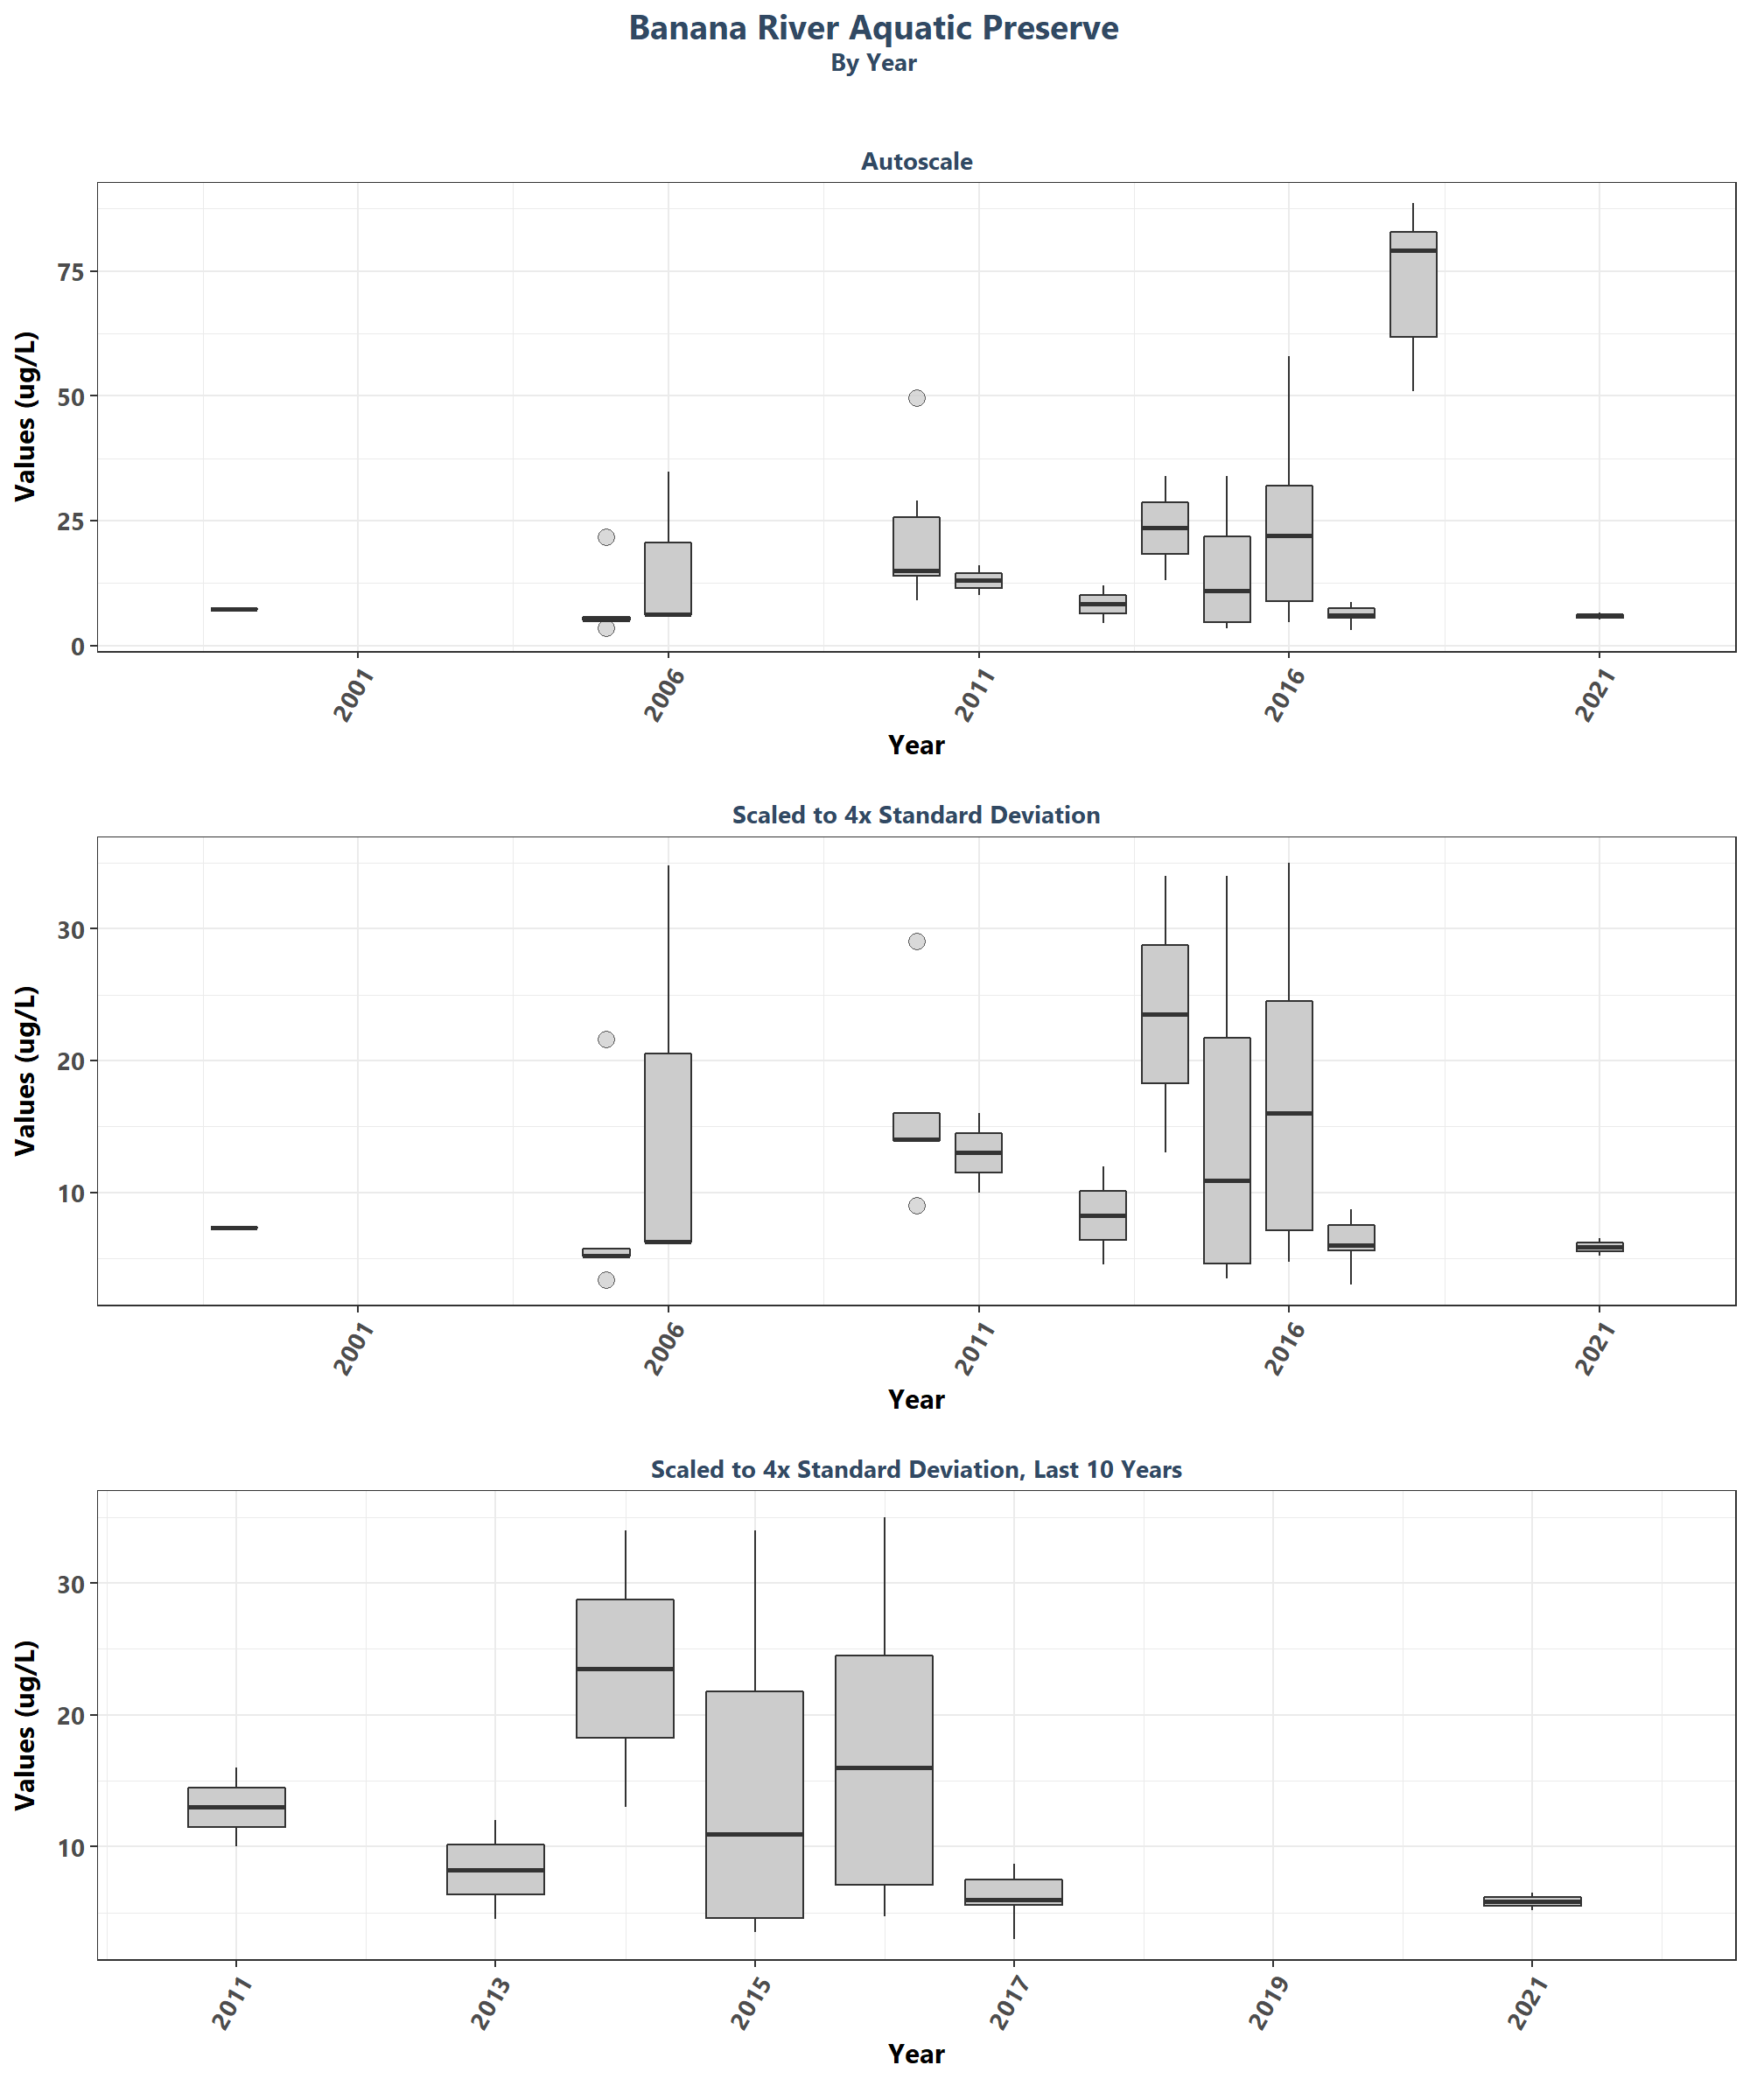 Banana River Aquatic Preserve
By Year
Autoscale
Values (ug/L)
75
50
25
0
2001
2006
2011
2016
2021
Year
Scaled to 4x Standard Deviation
Values (ug/L)
30
20
10
2001
2006
2011
2016
2021
Year
Scaled to 4x Standard Deviation, Last 10 Years
Values (ug/L)
30
20
10
2011
2013
2015
2017
2019
2021
Year